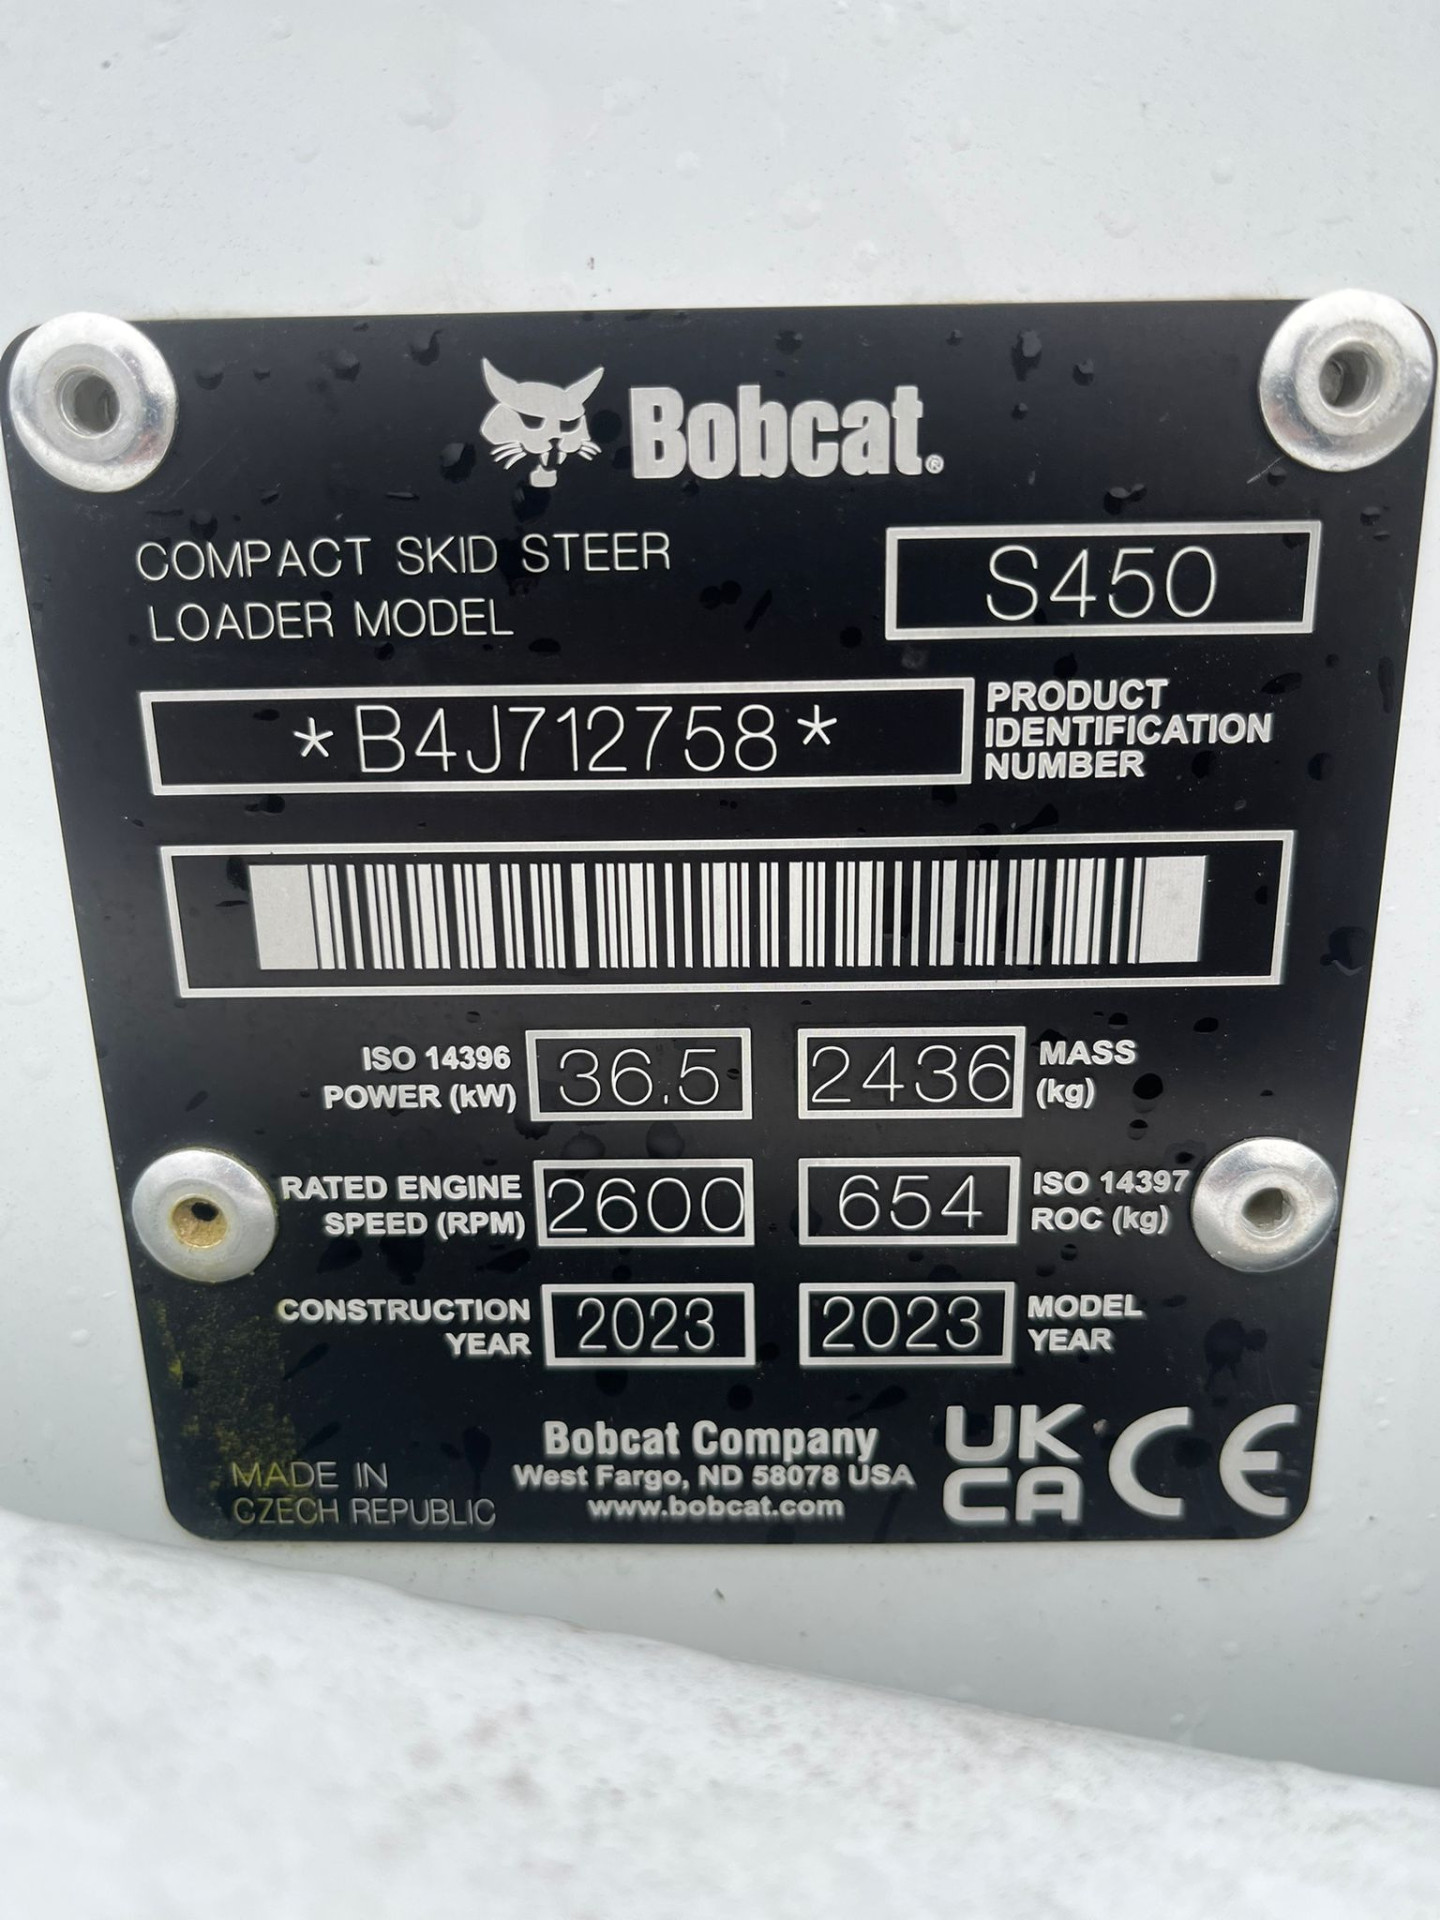 Bobcat®
COMPACT SKID STEER
LOADER MODEL
S450
*B4J712758*
PRODUCT
IDENTIFICATION
NUMBER
ISO 14396
POWER (kW)
36.5
2436
MASS
(kg)
RATED ENGINE
SPEED (RPM)
2600
654
ISO 14397
ROC (kg)
CONSTRUCTION
YEAR
2023
2023
MODEL
YEAR
MADE IN
CZECH REPUBLIC
Bobcat Company
West Fargo, ND 58078 USA
www.bobcat.com
UK
CA
CE